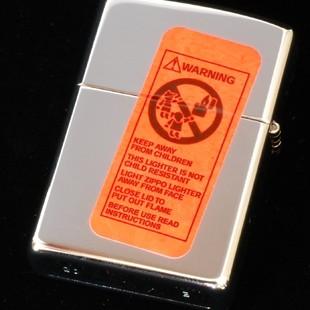 WARNING
KEEP AWAY
FROM CHILDREN
THIS LIGHTER IS NOT
CHILD RESISTANT
LIGHT ZIPPO LIGHTER
AWAY FROM FACE
CLOSE LID TO
PUT OUT FLAME
BEFORE USE READ
INSTRUCTIONS